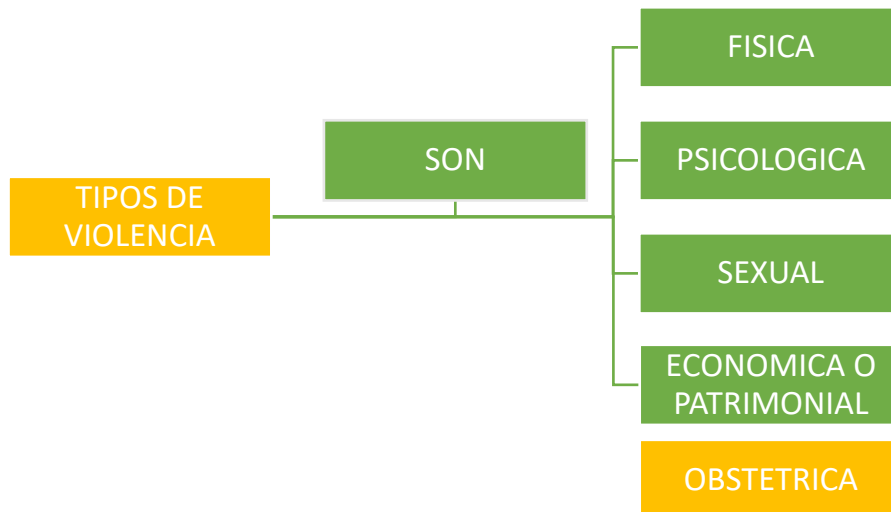 TIPOS DE
VIOLENCIA
SON
FISICA
PSICOLOGICA
SEXUAL
ECONOMICA O
PATRIMONIAL
OBSTETRICA